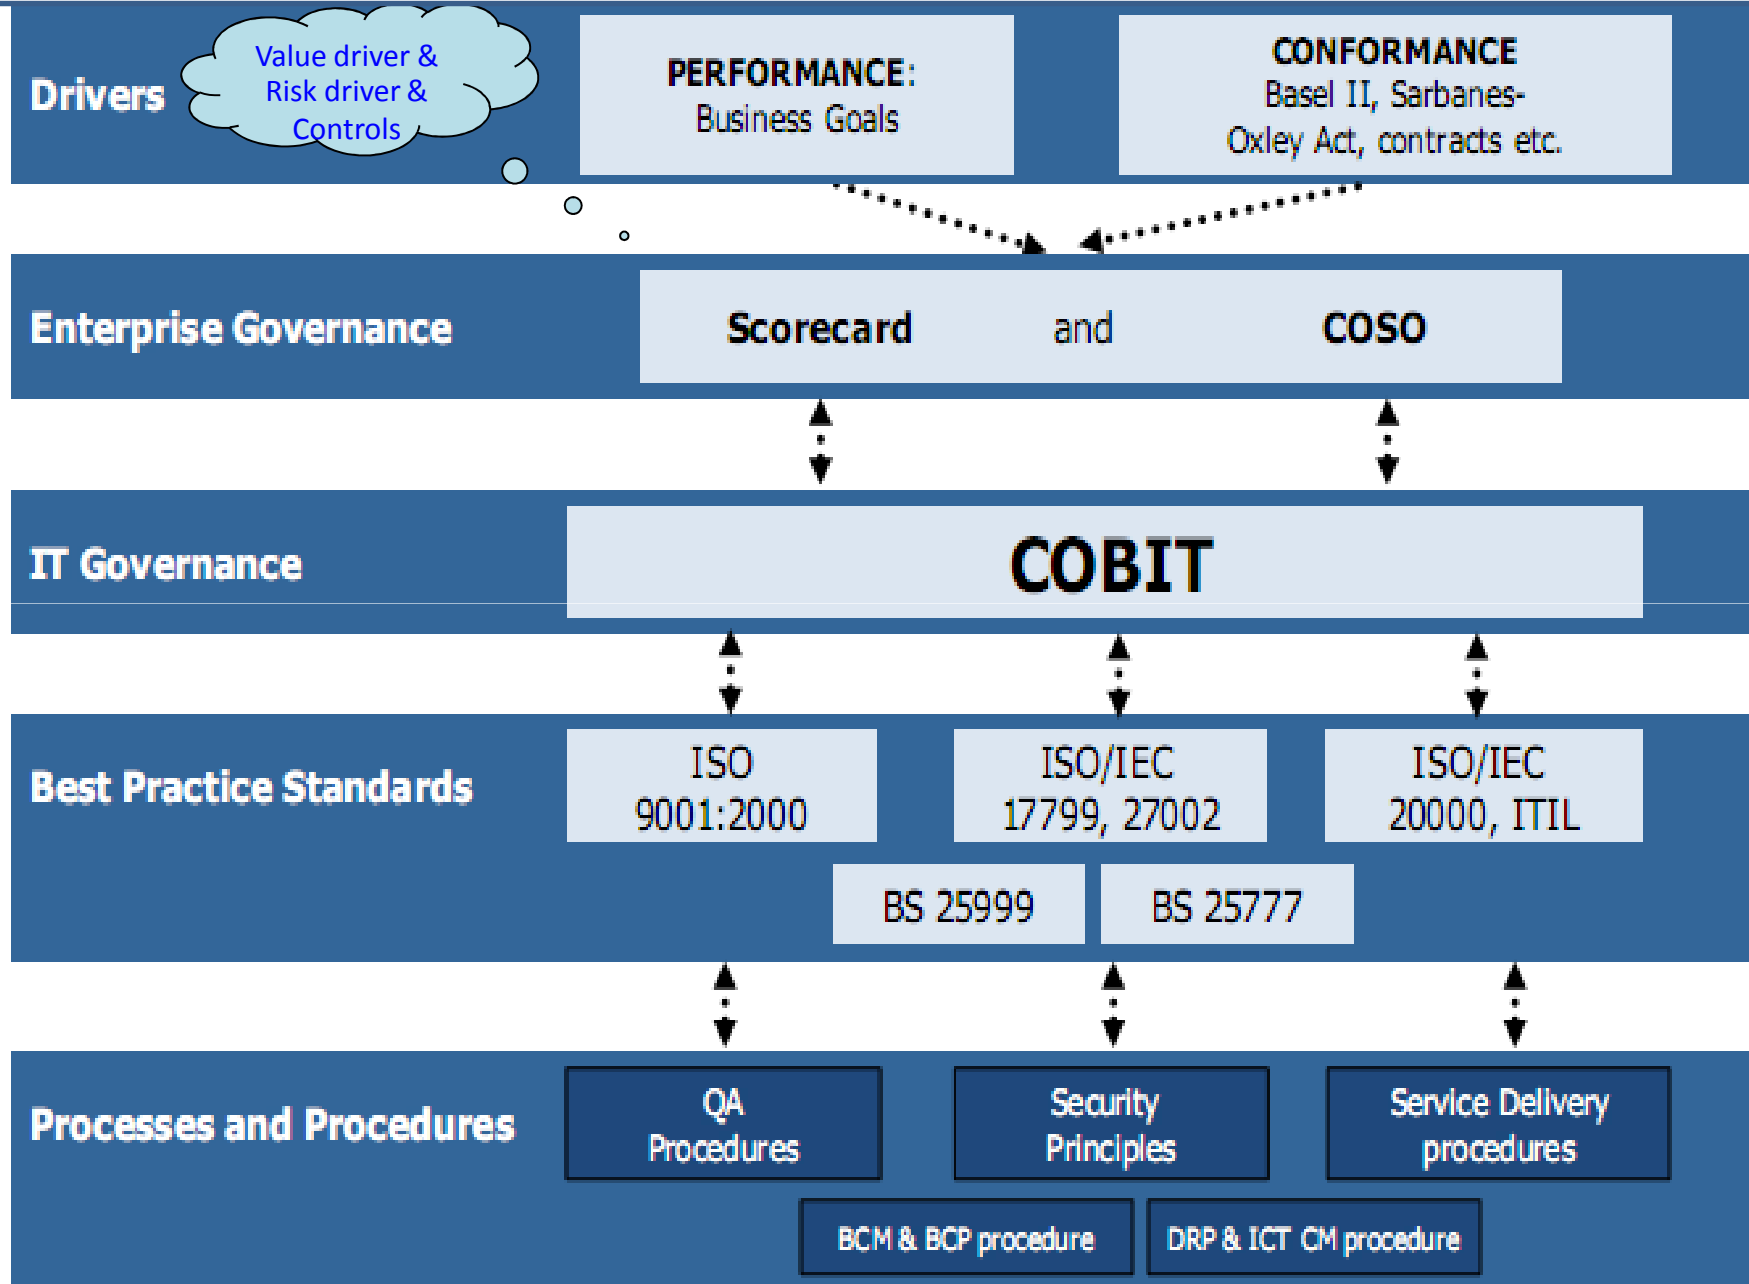 Drivers
Value driver &
Risk driver &
Controls
PERFORMANCE:
Business Goals
CONFORMANCE
Basel II, Sarbanes-
Oxley Act, contracts etc.
Enterprise Governance
Scorecard and COSO
IT Governance
COBIT
Best Practice Standards
ISO
9001:2000
ISO/IEC
17799, 27002
ISO/IEC
20000, ITIL
BS 25999
BS 25777
Processes and Procedures
QA
Procedures
Security
Principles
Service Delivery
procedures
BCM & BCP procedure
DRP & ICT CM procedure